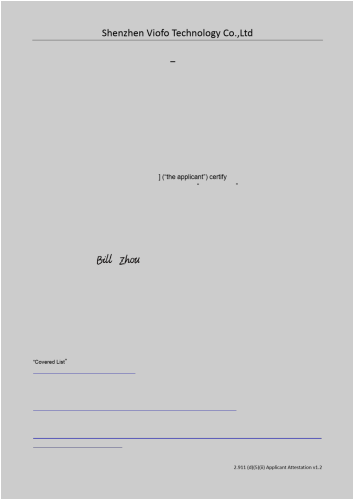 Shenzhen Viofo Technology Co.,Ltd
–
] ("the applicant") certify
Bill Zhou
"Covered List"
2.911 (d)(5)(ii) Applicant Attestation v1.2